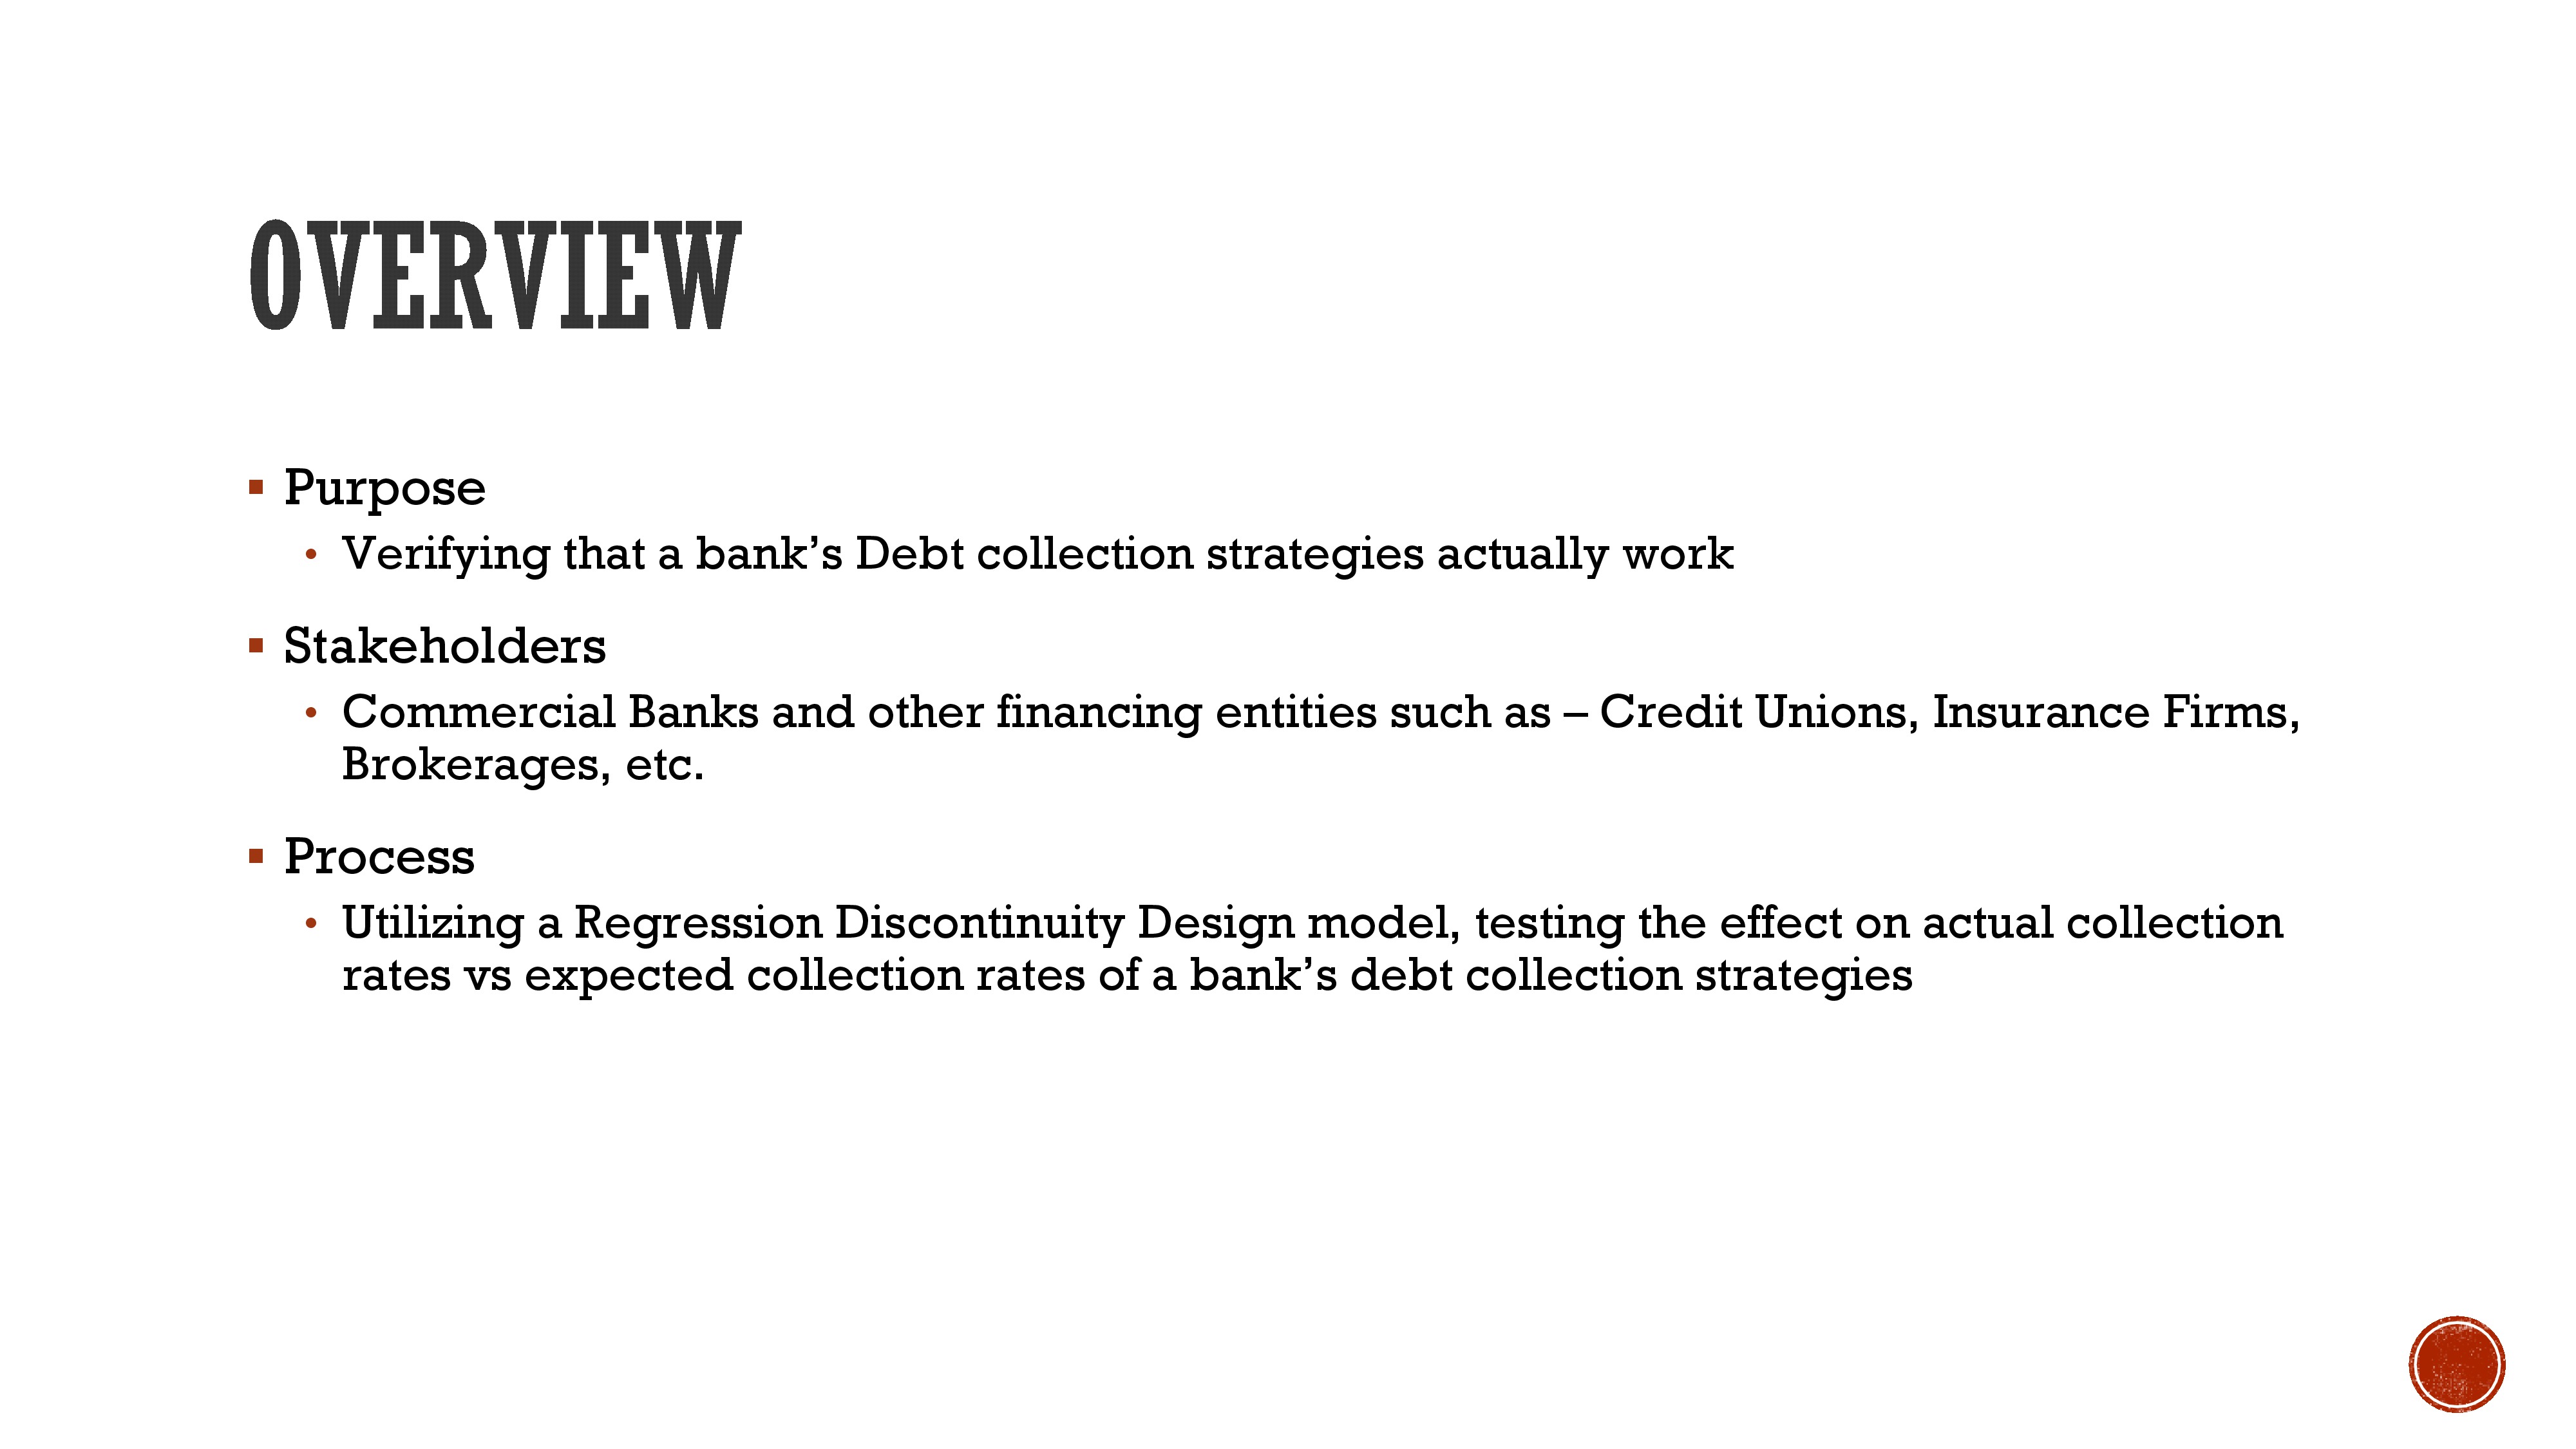 OVERVIEW
▪ Purpose
• Verifying that a bank’s Debt collection strategies actually work
▪ Stakeholders
• Commercial Banks and other financing entities such as – Credit Unions, Insurance Firms,
Brokerages, etc.
▪ Process
• Utilizing a Regression Discontinuity Design model, testing the effect on actual collection
rates vs expected collection rates of a bank’s debt collection strategies